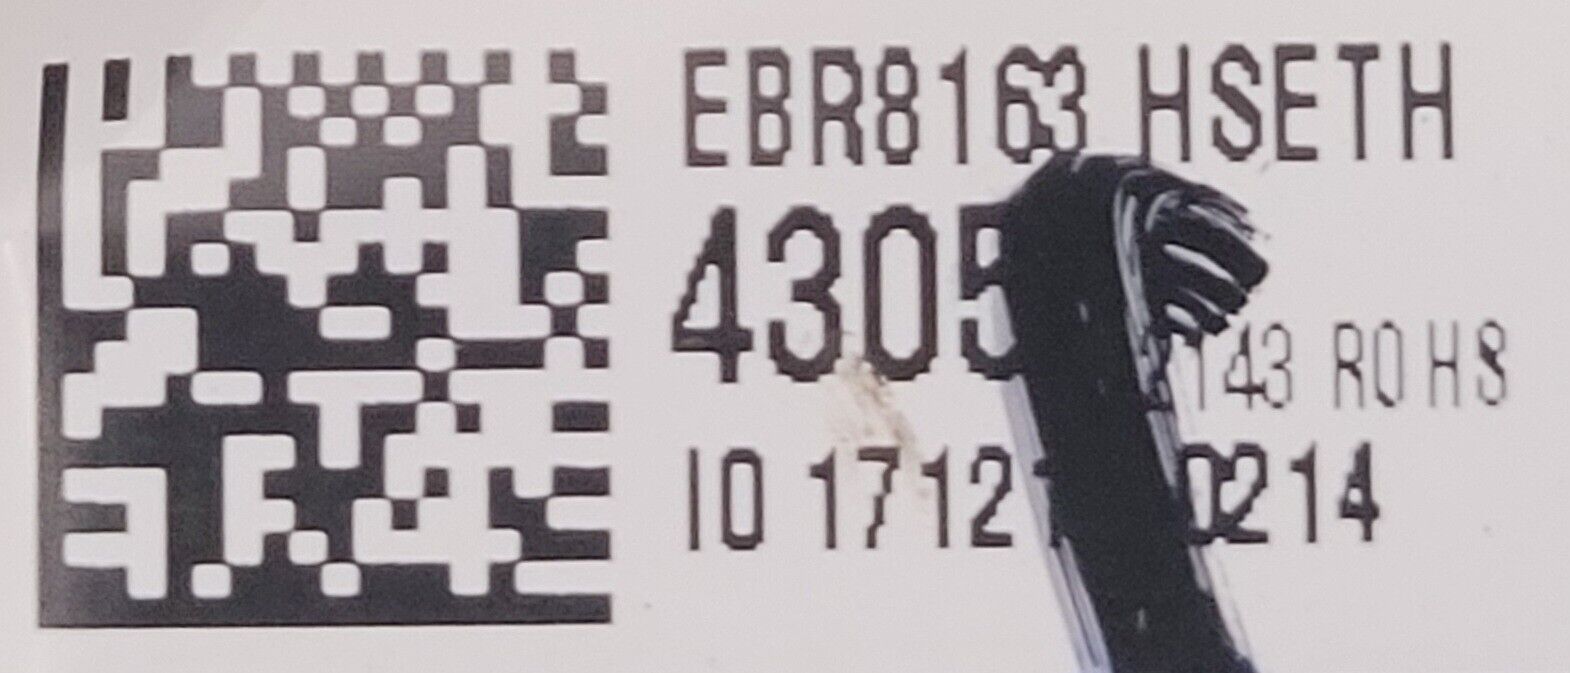 EBR8163 HSETH
4305
143 ROHS
IO 1712 0214